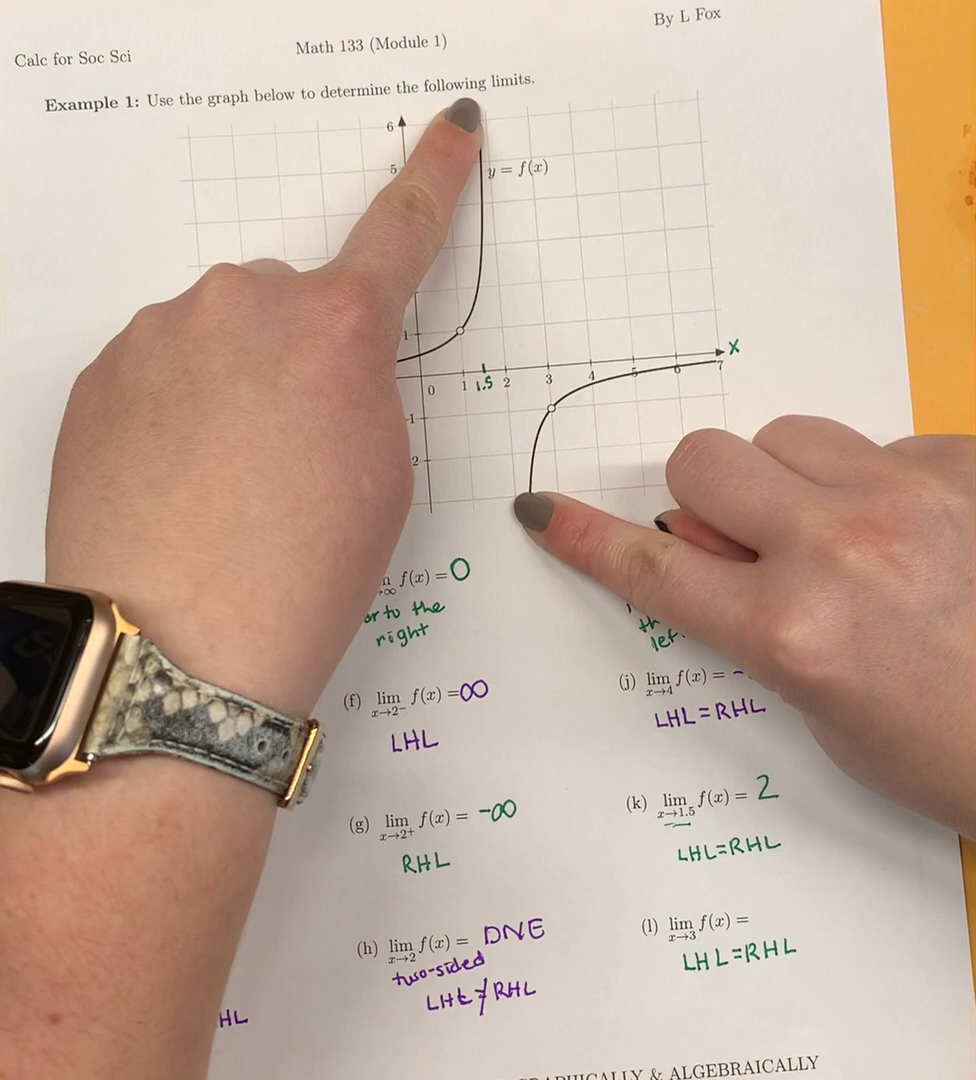 By L Fox
Calc for Soc Sci
Math 133 (Module 1)
Example 1: Use the graph below to determine the following limits.
6
5
y = f(x)
1
x
0 1 1.5 2 3 4 5 6 7
-1
2
f(x) = 0
→∞
to the
right
left.
(f) lim f(x) = ∞
x→2⁻
LHL
(j) lim f(x) = -
x→4
LHL = RHL
(g) lim f(x) = -∞
x→2⁺
RHL
(k) lim f(x) = 2
x→1.5
LHL=RHL
(h) lim f(x) = DNE
x→2
two-sided
LHL ≠ RHL
(l) lim f(x) =
x→3
LHL=RHL
HL
& ALGEBRAICALLY